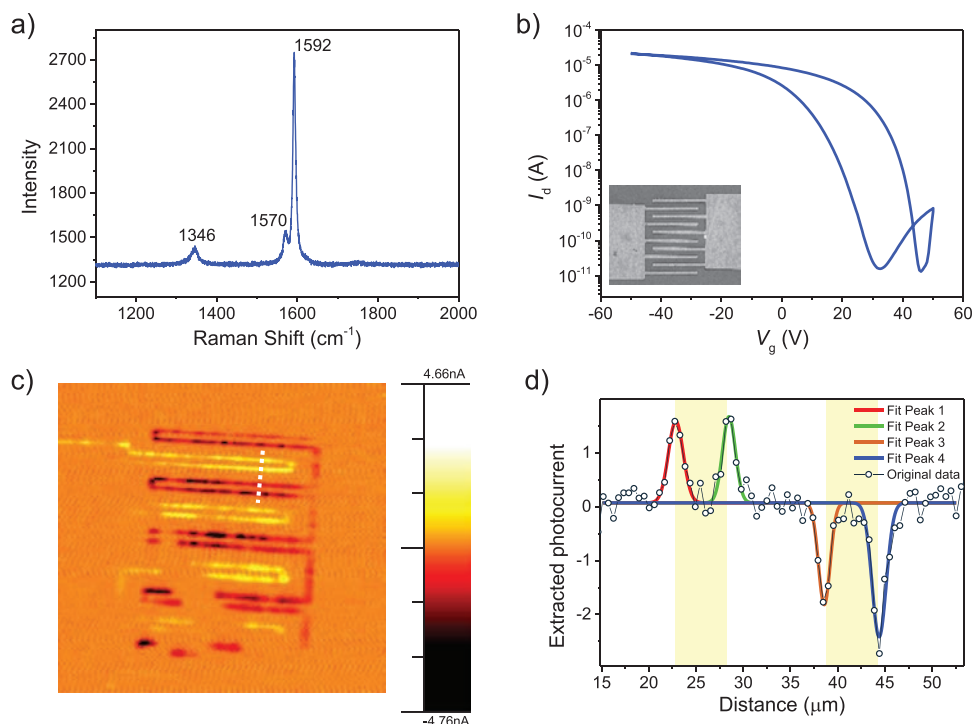 a)
2700
2400
2100
1800
1500
1200
1592
1570
1346
Intensity
1200
1400
1600
1800
2000
Raman Shift (cm-1)
b)
10-4
10-5
10-6
10-7
10-8
10-9
10-10
10-11
Id (A)
-60
-40
-20
0
20
40
60
Vg (V)
c)
4.66nA
-4.76nA
d)
Fit Peak 1
Fit Peak 2
Fit Peak 3
Fit Peak 4
Original data
1
0
-1
-2
Extracted photocurrent
15
20
25
30
35
40
45
50
Distance (μm)